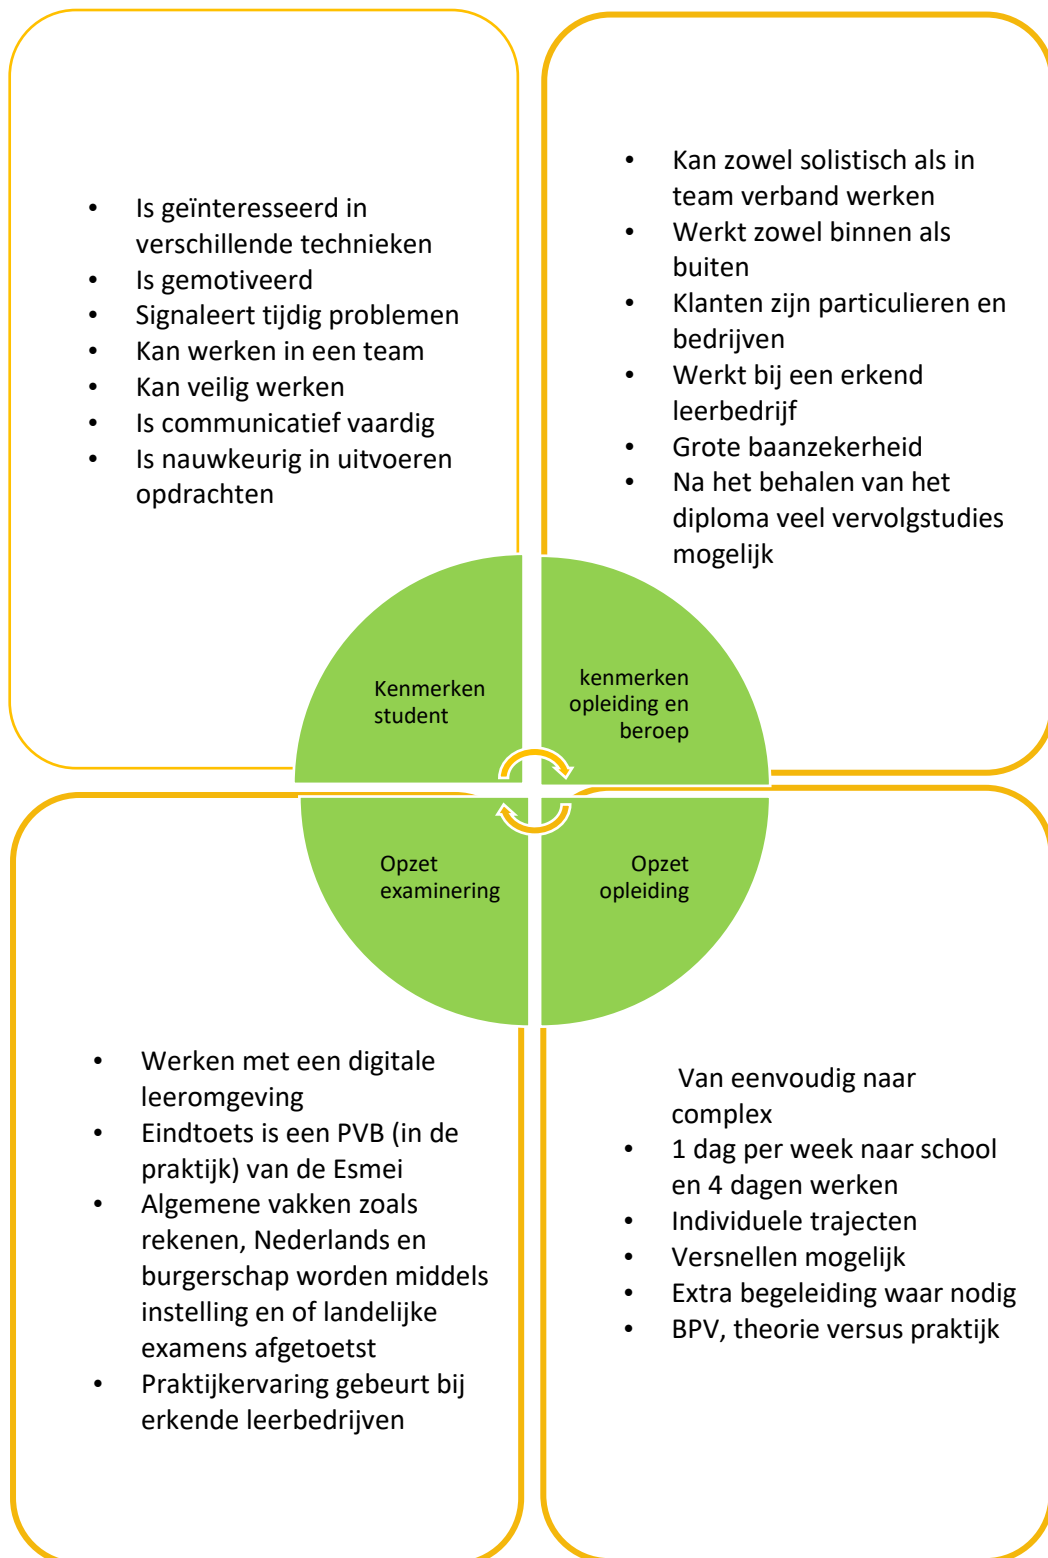 • Is geïnteresseerd in
verschillende technieken
• Is gemotiveerd
• Signaleert tijdig problemen
• Kan werken in een team
• Kan veilig werken
• Is communicatief vaardig
• Is nauwkeurig in uitvoeren
opdrachten
• Kan zowel solistisch als in
team verband werken
• Werkt zowel binnen als
buiten
• Klanten zijn particulieren en
bedrijven
• Werkt bij een erkend
leerbedrijf
• Grote baanzekerheid
• Na het behalen van het
diploma veel vervolgstudies
mogelijk
Kenmerken
student
kenmerken
opleiding en
beroep
Opzet
examinering
Opzet
opleiding
• Werken met een digitale
leeromgeving
• Eindtoets is een PVB (in de
praktijk) van de Esmei
• Algemene vakken zoals
rekenen, Nederlands en
burgerschap worden middels
instelling en of landelijke
examens afgetoetst
• Praktijkervaring gebeurt bij
erkende leerbedrijven
Van eenvoudig naar
complex
• 1 dag per week naar school
en 4 dagen werken
• Individuele trajecten
• Versnellen mogelijk
• Extra begeleiding waar nodig
• BPV, theorie versus praktijk